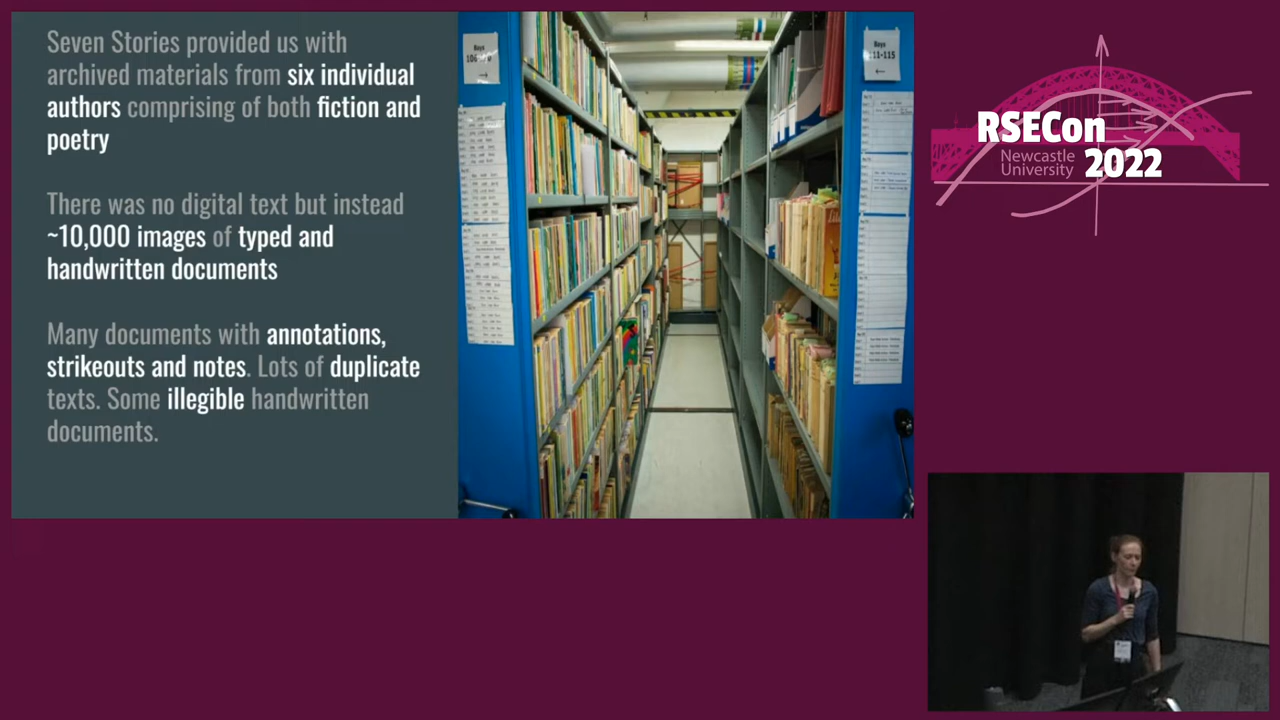 Seven Stories provided us with
archived materials from six individual
authors comprising of both fiction and
poetry
There was no digital text but instead
~10,000 images of typed and
handwritten documents
Many documents with annotations,
strikeouts and notes. Lots of duplicate
texts. Some illegible handwritten
documents.
Bays
Bays
RSECon
Newcastle
University
2022